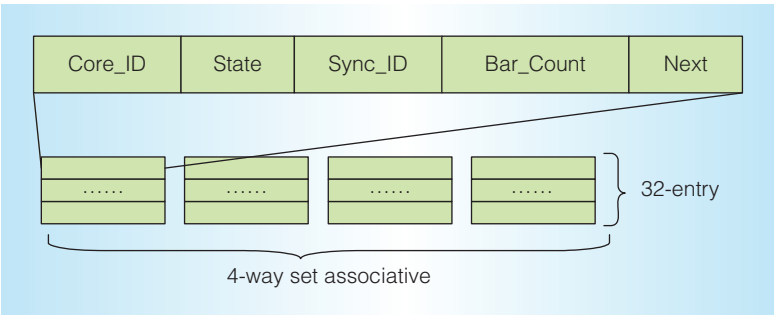 Core_ID State Sync_ID Bar_Count Next
...... ...... ...... ...... 32-entry
4-way set associative